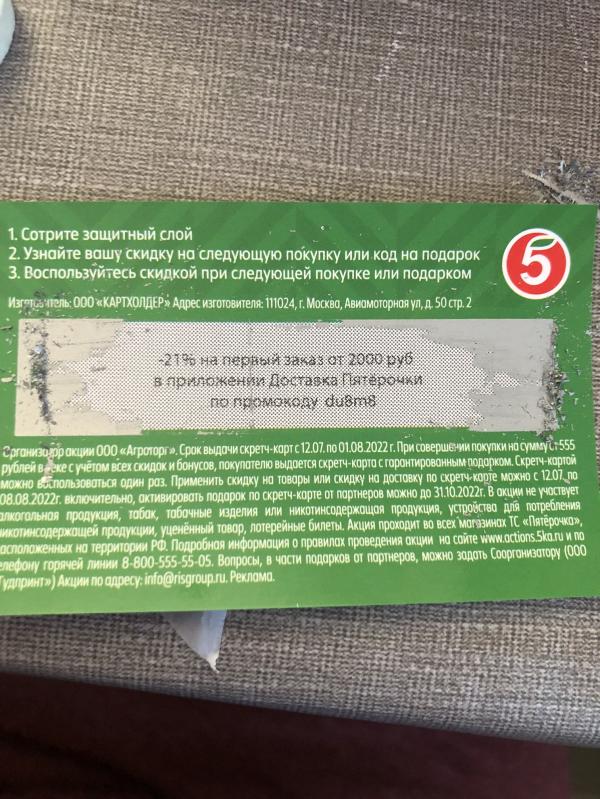 1. Сотрите защитный слой
2. Узнайте вашу скидку на следующую покупку или код на подарок
3. Воспользуйтесь скидкой при следующей покупке или подарком
5
Изготовитель: ООО «КАРТХОЛДЕР» Адрес изготовителя: 111024, г. Москва, Авиамоторная ул, д. 50 стр. 2
-21% на первый заказ от 2000 руб
в приложении Доставка Пятёрочки
по промокоду du8m8
Организатор акции ООО «Агроторг». Срок выдачи скретч-карт с 12.07. по 01.08.2022 г. При совершении покупки на сумму от 555
рублей в чеке с учётом всех скидок и бонусов, покупателю выдается скретч-карта с гарантированным подарком. Скретч-картой
можно воспользоваться один раз. Применить скидку на товары или скидку на доставку по скретч-карте можно с 12.07. по
08.08.2022г. включительно, активировать подарок по скретч-карте от партнеров можно до 31.10.2022г. В акции не участвует
алкогольная продукция, табак, табачные изделия или никотинсодержащая продукция, устройства для потребления
никотинсодержащей продукции, уценённый товар, лотерейные билеты. Акция проходит во всех магазинах ТС «Пятёрочка»,
расположенных на территории РФ. Подробная информация о правилах проведения акции на сайте www.actions.5ka.ru и по
телефону горячей линии 8-800-555-55-05. Вопросы, в части подарков от партнеров, можно задать Соорганизатору (ООО
Гудпринт») Акции по адресу: info@risgroup.ru. Реклама.